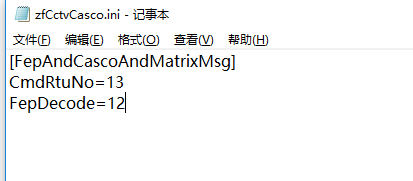 zfCctvCasco.ini - 记事本
文件(F) 编辑(E) 格式(O) 查看(V) 帮助(H)
[FepAndCascoAndMatrixMsg]
CmdRtuNo=13
FepDecode=12